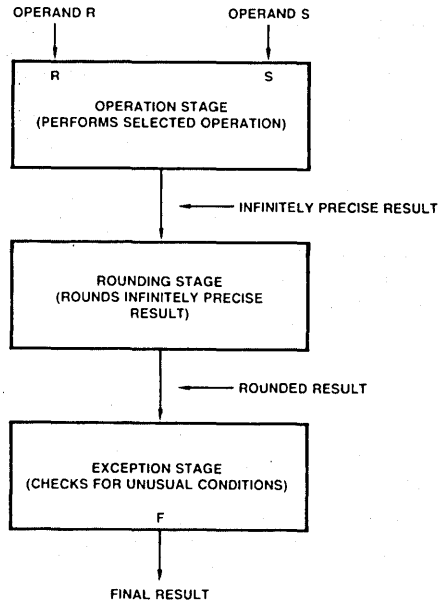 OPERAND R
OPERAND S
R
S
OPERATION STAGE
(PERFORMS SELECTED OPERATION)
INFINITELY PRECISE RESULT
ROUNDING STAGE
(ROUNDS INFINITELY PRECISE
RESULT)
ROUNDED RESULT
EXCEPTION STAGE
(CHECKS FOR UNUSUAL CONDITIONS)
F
FINAL RESULT